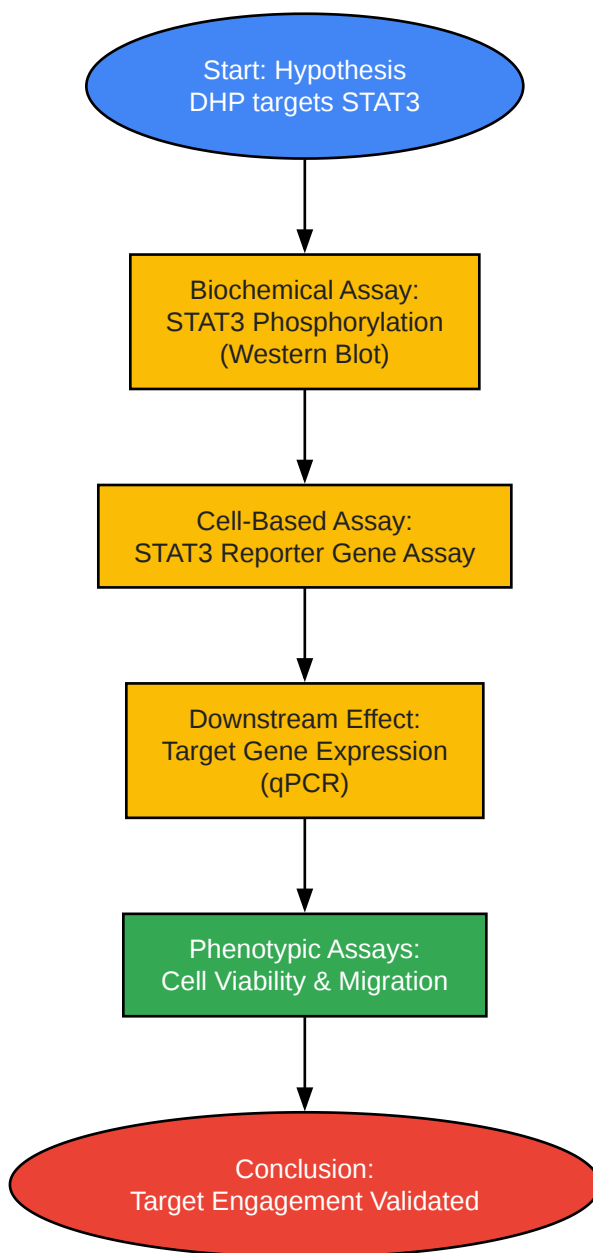 Start: Hypothesis
DHP targets STAT3
Biochemical Assay:
STAT3 Phosphorylation
(Western Blot)
Cell-Based Assay:
STAT3 Reporter Gene Assay
Downstream Effect:
Target Gene Expression
(qPCR)
Phenotypic Assays:
Cell Viability & Migration
Conclusion:
Target Engagement Validated